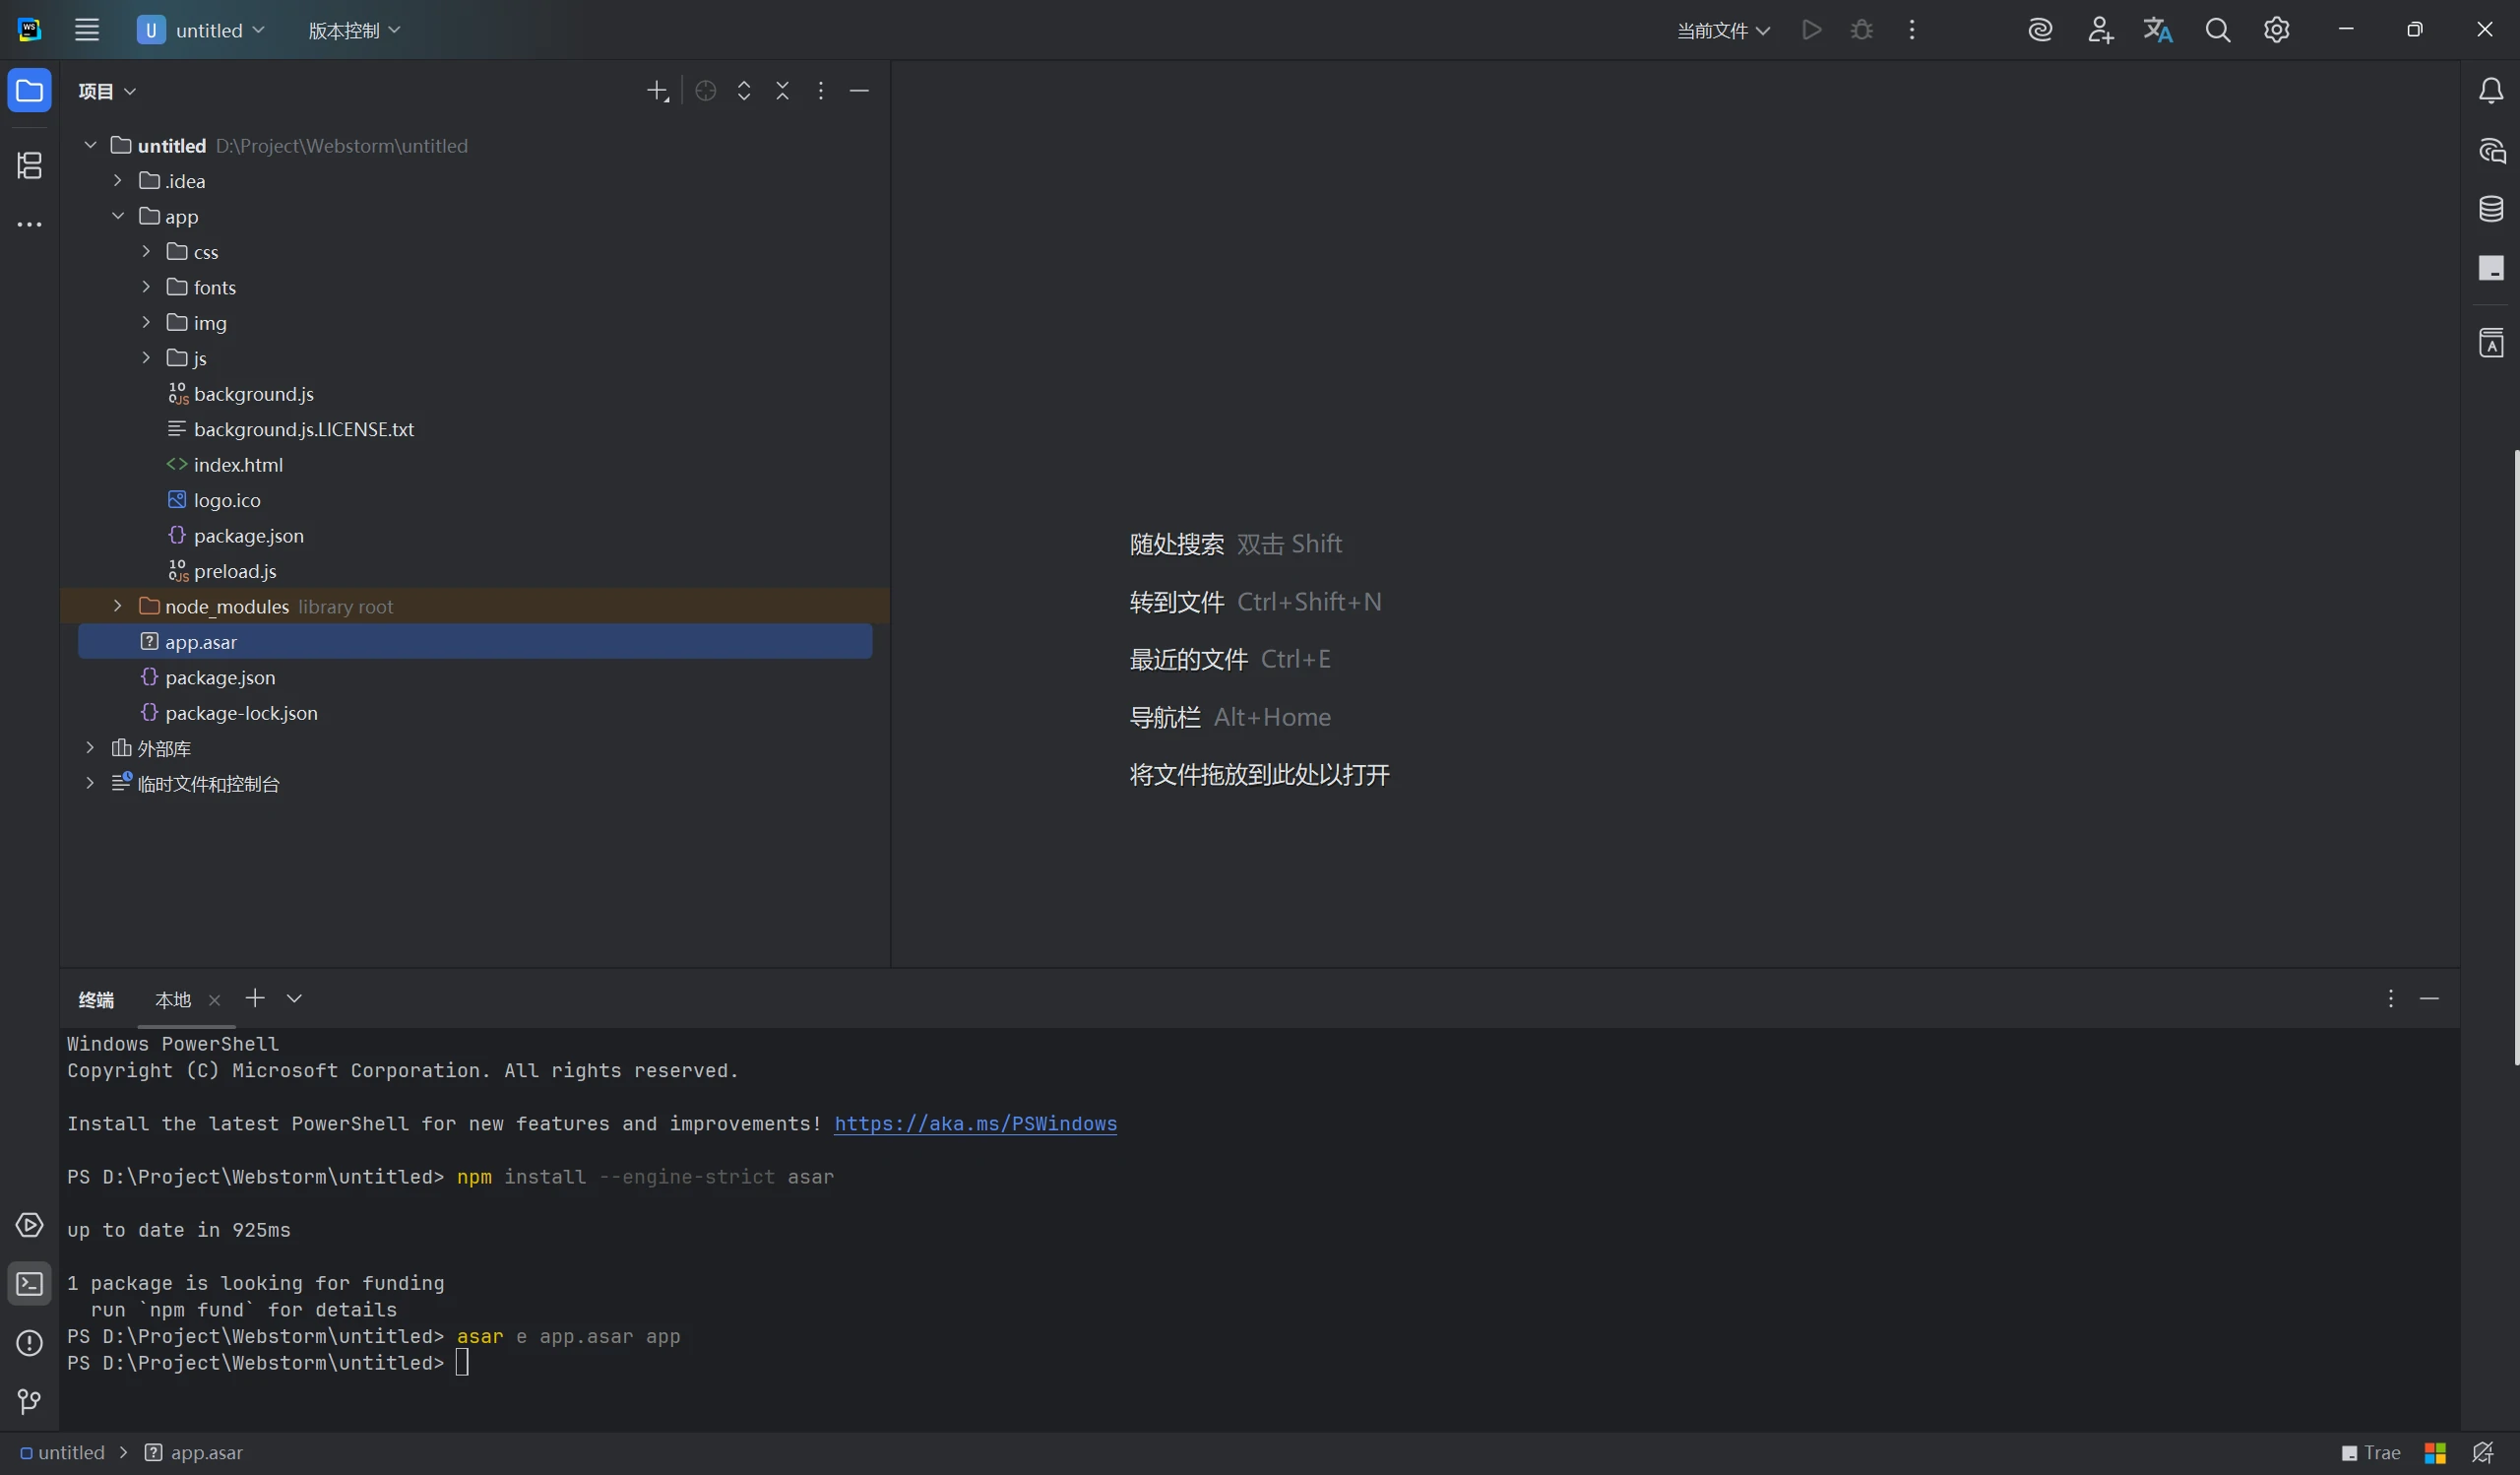 U untitled 版本控制 当前文件
项目
untitled D:\Project\Webstorm\untitled
.idea
app
css
fonts
img
js
background.js
background.js.LICENSE.txt
index.html
logo.ico
package.json
preload.js
node_modules library root
app.asar
package.json
package-lock.json
外部库
临时文件和控制台
随处搜索 双击 Shift
转到文件 Ctrl+Shift+N
最近的文件 Ctrl+E
导航栏 Alt+Home
将文件拖放到此处以打开
终端 本地
Windows PowerShell
Copyright (C) Microsoft Corporation. All rights reserved.
Install the latest PowerShell for new features and improvements! https://aka.ms/PSWindows
PS D:\Project\Webstorm\untitled> npm install --engine-strict asar
up to date in 925ms
1 package is looking for funding
run `npm fund` for details
PS D:\Project\Webstorm\untitled> asar e app.asar app
PS D:\Project\Webstorm\untitled>
untitled > app.asar Trae